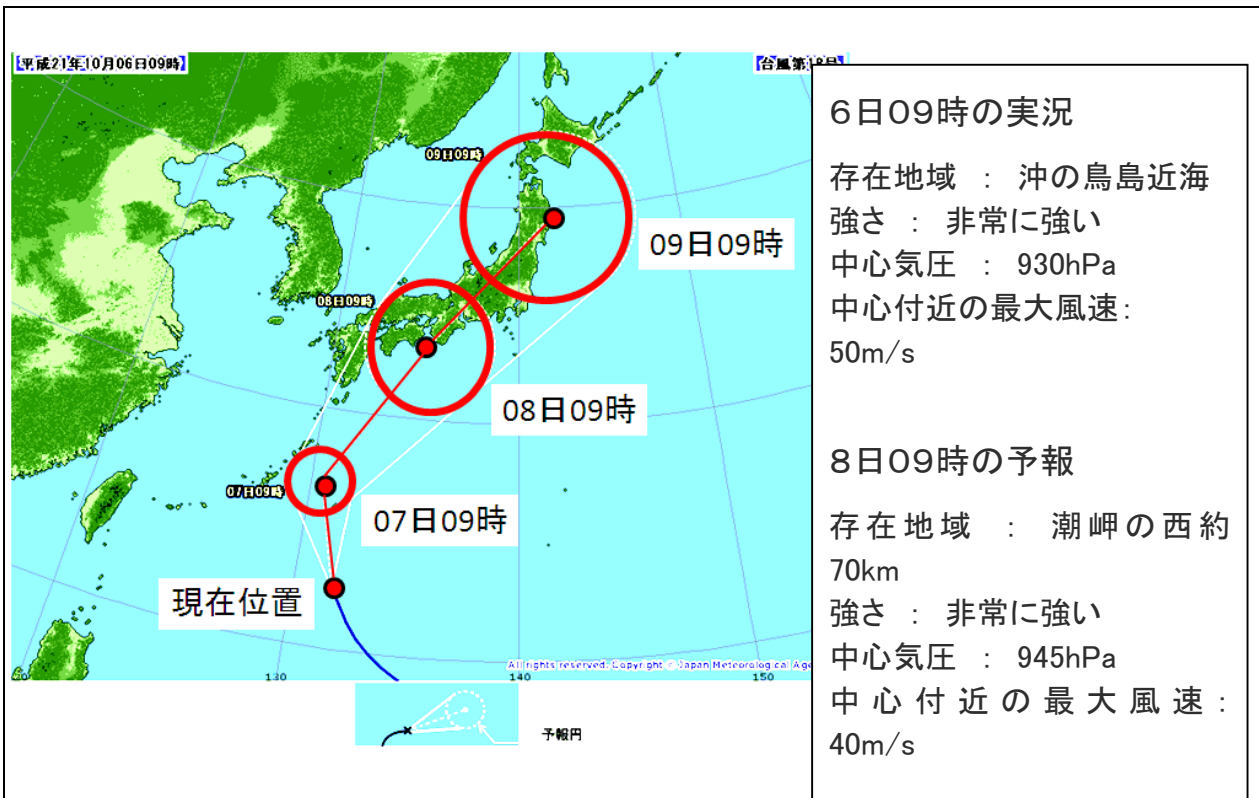 【平成21年10月06日09時】
【台風第18号】
09日09時
09日09時
08日09時
08日09時
07日09時
07日09時
現在位置
All rights reserved. Copyright © Japan Meteorological Age
130
140
150
予報円
6日09時の実況
存在地域 ： 沖の鳥島近海
強さ ： 非常に強い
中心気圧 ： 930hPa
中心付近の最大風速：
50m/s
8日09時の予報
存在地域 ： 潮岬の西約
70km
強さ ： 非常に強い
中心気圧 ： 945hPa
中心付近の最大風速：
40m/s